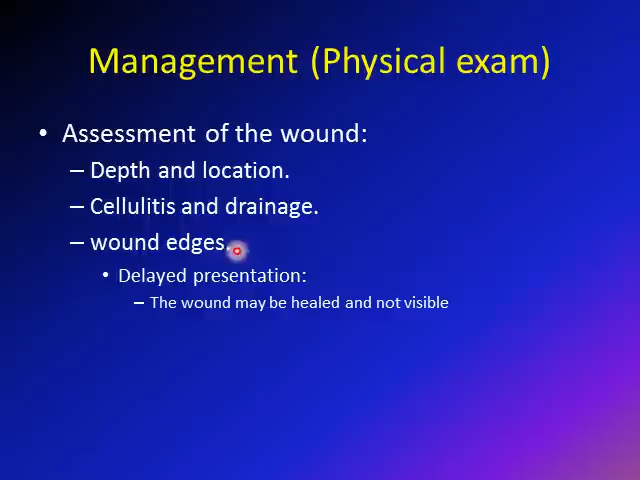 Management (Physical exam)
• Assessment of the wound:
– Depth and location.
– Cellulitis and drainage.
– wound edges.
• Delayed presentation:
– The wound may be healed and not visible